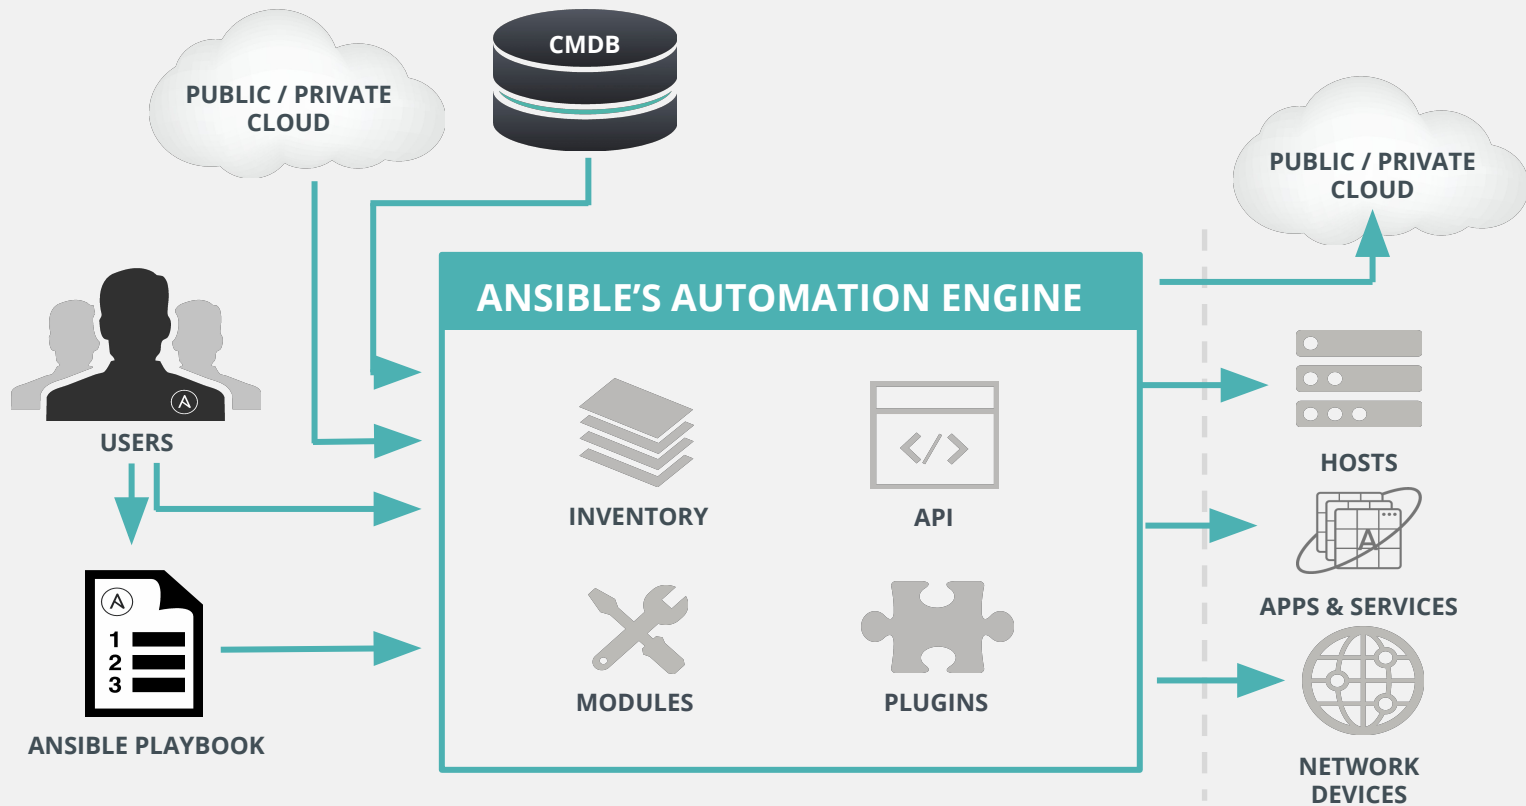 PUBLIC / PRIVATE
CLOUD
CMDB
PUBLIC / PRIVATE
CLOUD
ANSIBLE’S AUTOMATION ENGINE
USERS
HOSTS
INVENTORY
API
</>
A
A
A
1
2
3
APPS & SERVICES
MODULES
PLUGINS
ANSIBLE PLAYBOOK
NETWORK
DEVICES